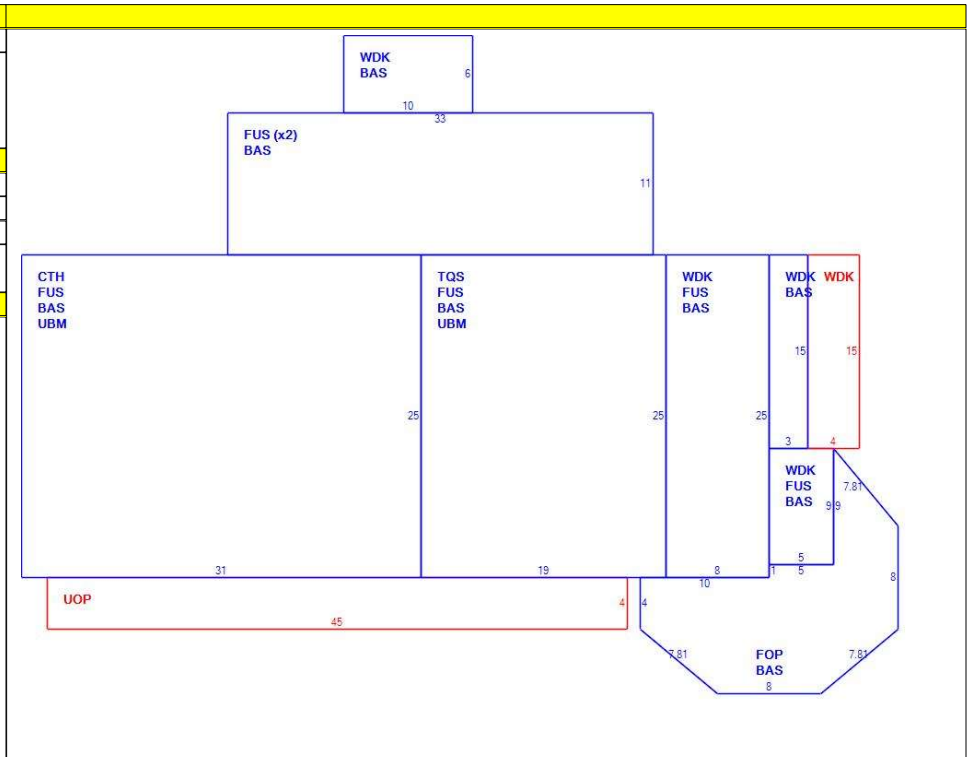 WDK
BAS
6
10
33
FUS (x2)
BAS
11
CTH
FUS
BAS
UBM
25
31
TQS
FUS
BAS
UBM
25
19
WDK
FUS
BAS
25
8
10
WDK
BAS
15
3
WDK
15
4
WDK
FUS
BAS
9
9
5
5
1
7.81
8
UOP
4
45
4
7.81
FOP
BAS
7.81
8